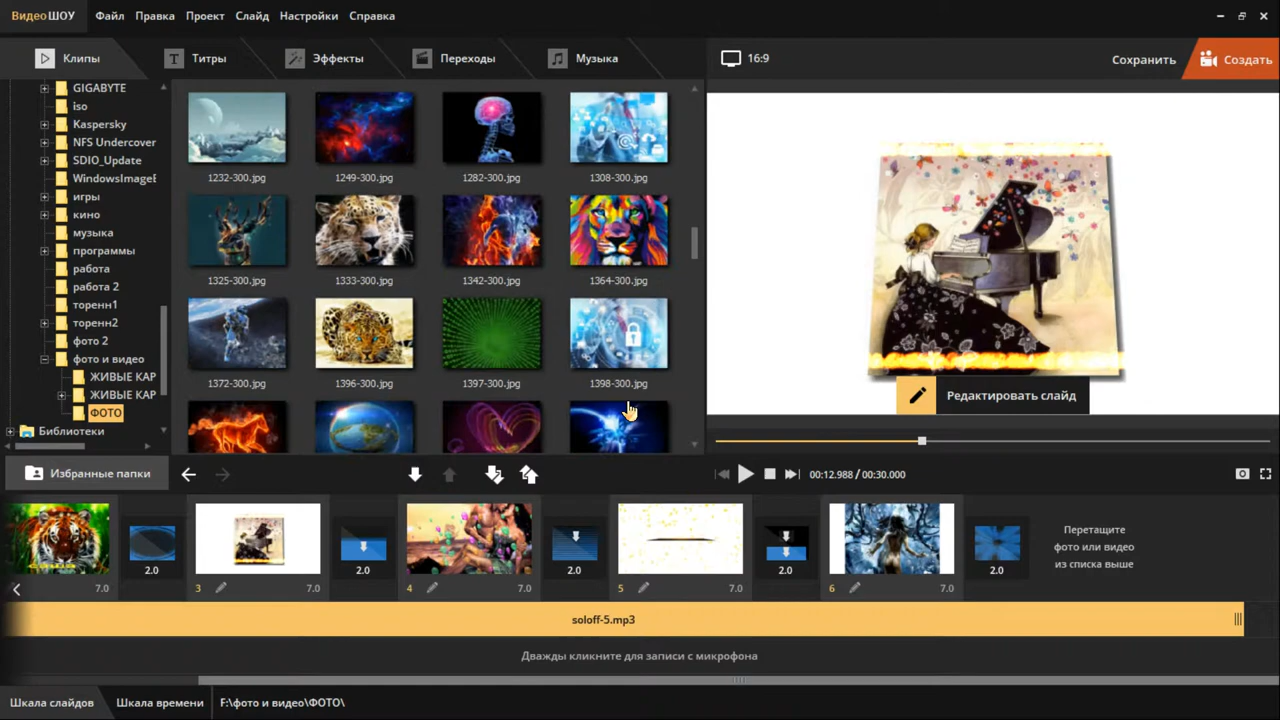 ВидеоШОУ Файл Правка Проект Слайд Настройки Справка
Клипы Титры Эффекты Переходы Музыка 16:9 Сохранить Создать
GIGABYTE
iso
Kaspersky
NFS Undercover
SDIO_Update
WindowsImageE
игры
кино
музыка
программы
работа
работа 2
торенн1
торенн2
фото 2
фото и видео
ЖИВЫЕ КАР
ЖИВЫЕ КАР
ФОТО
Библиотеки
1232-300.jpg 1249-300.jpg 1282-300.jpg 1308-300.jpg
1325-300.jpg 1333-300.jpg 1342-300.jpg 1364-300.jpg
1372-300.jpg 1396-300.jpg 1397-300.jpg 1398-300.jpg
Редактировать слайд
Избранные папки 00:12.988 / 00:30.000
2.0 2.0 2.0 2.0 2.0
7.0 3 7.0 4 7.0 5 7.0 6 7.0
Перетащите
фото или видео
из списка выше
soloff-5.mp3
Дважды кликните для записи с микрофона
Шкала слайдов Шкала времени F:\фото и видео\ФОТО\